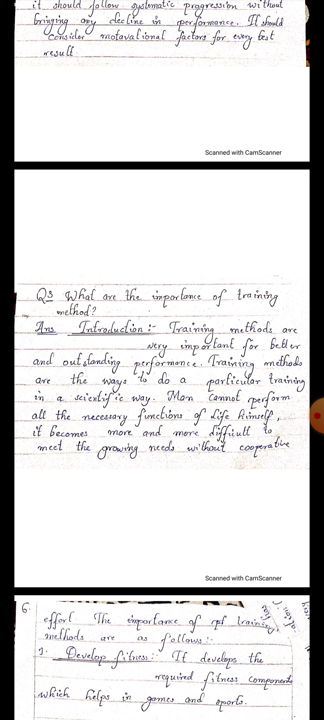 it should follow systematic progression without
bringing any decline in performance. It should
consider motavational factors for every best
result.
Scanned with CamScanner
Q3 What are the importance of training
method?
Ans Introduction:- Training methods are
very important for better
and outstanding performance. Training methods
are the ways to do a particular training
in a scientific way. Man cannot perform
all the necessary functions of life himself,
it becomes more and more difficult to
meet the growing needs without cooperative
Scanned with CamScanner
6.
effort The importance of training
methods are as follows:-
1. Develop fitness:- It develops the
required fitness components
which helps in games and sports.